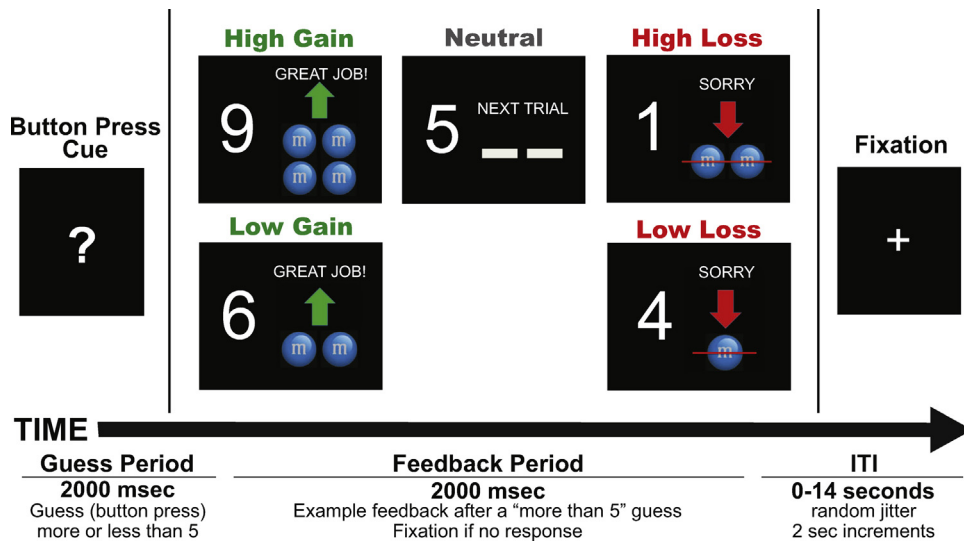 Button Press
Cue
?
High Gain
GREAT JOB!
9
m m
m m
Low Gain
GREAT JOB!
6
m m
Neutral
NEXT TRIAL
5
High Loss
SORRY
1
m m
Low Loss
SORRY
4
m
Fixation
+
TIME
Guess Period
2000 msec
Guess (button press)
more or less than 5
Feedback Period
2000 msec
Example feedback after a “more than 5” guess
Fixation if no response
ITI
0-14 seconds
random jitter
2 sec increments